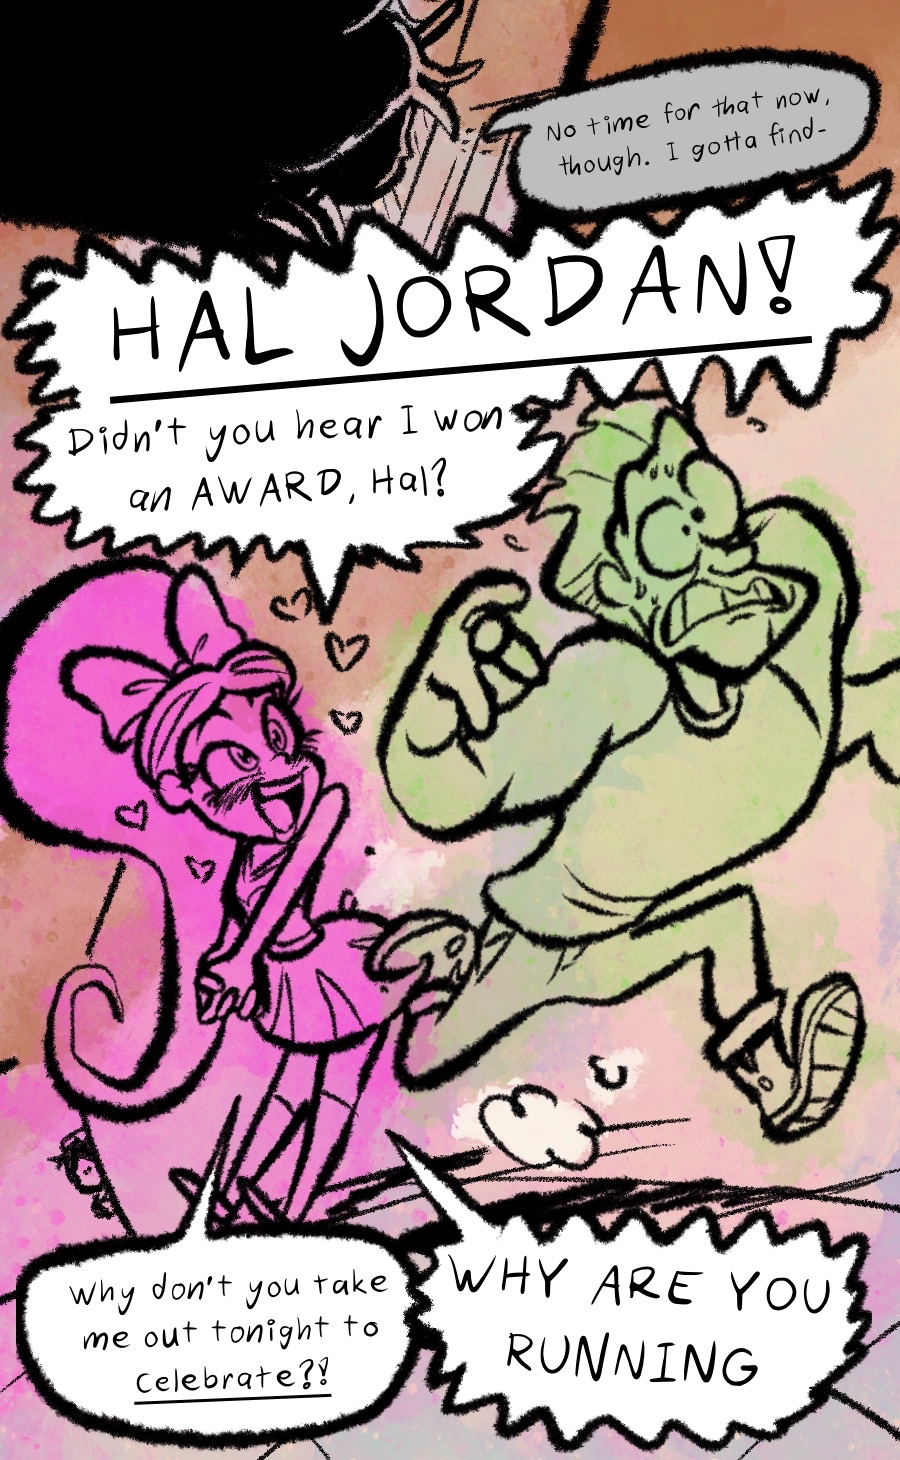 No time for that now,
though. I gotta find-
HAL JORDAN!
Didn't you hear I won
an AWARD, Hal?
Why don't you take
me out tonight to
celebrate?!
WHY ARE YOU
RUNNING